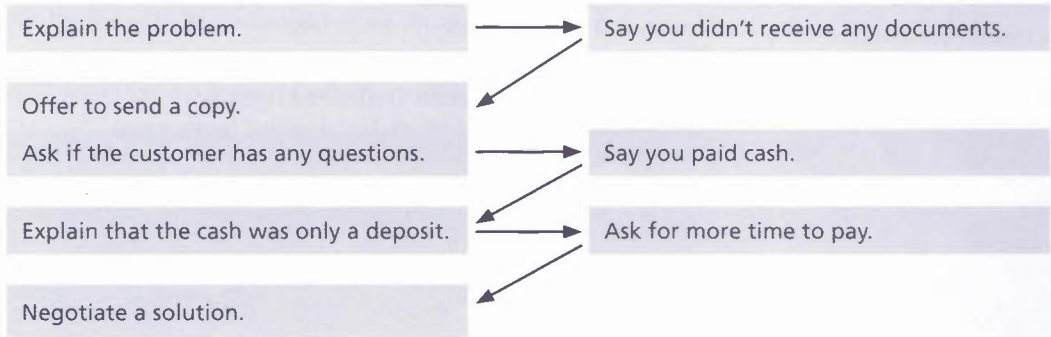 Explain the problem.
Say you didn't receive any documents.
Offer to send a copy.
Ask if the customer has any questions.
Say you paid cash.
Explain that the cash was only a deposit.
Ask for more time to pay.
Negotiate a solution.